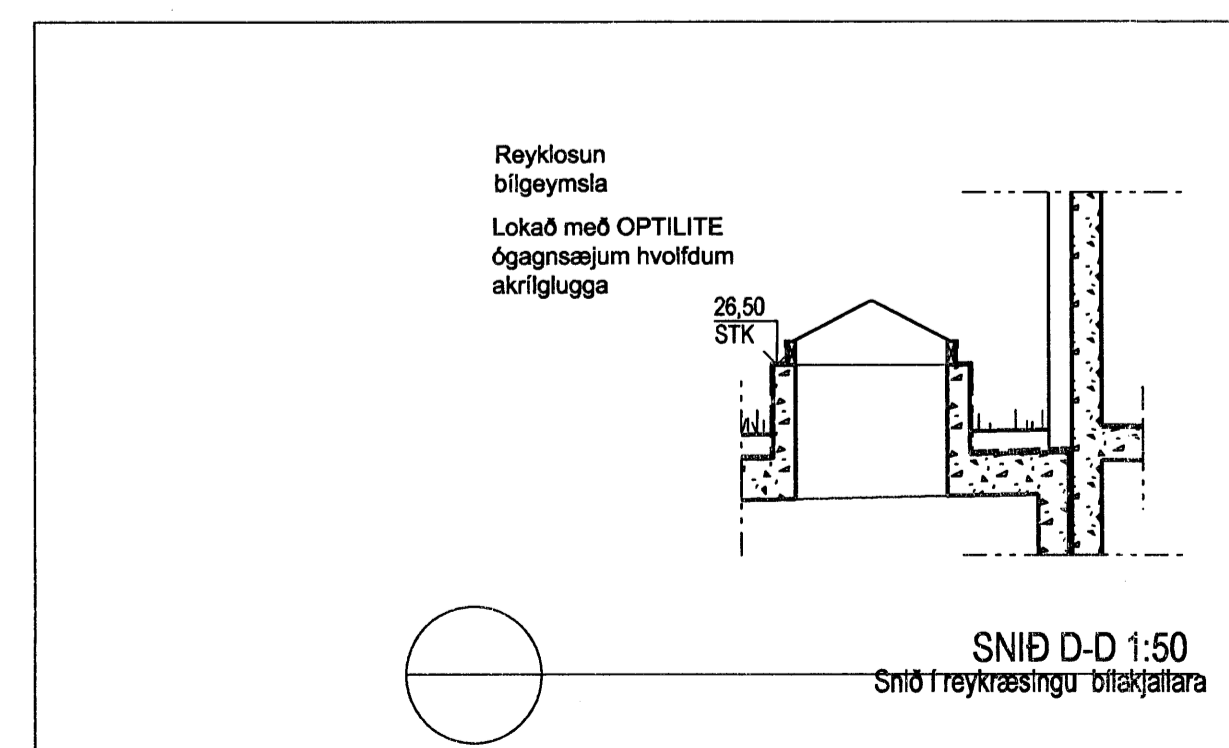 Reyklosun
bílgeymsla
Lokað með OPTILITE
ógagnsæjum hvolfdum
akrílglugga
26,50
STK
SNIÐ D-D 1:50
Snið í reykræsingu bílakjallara